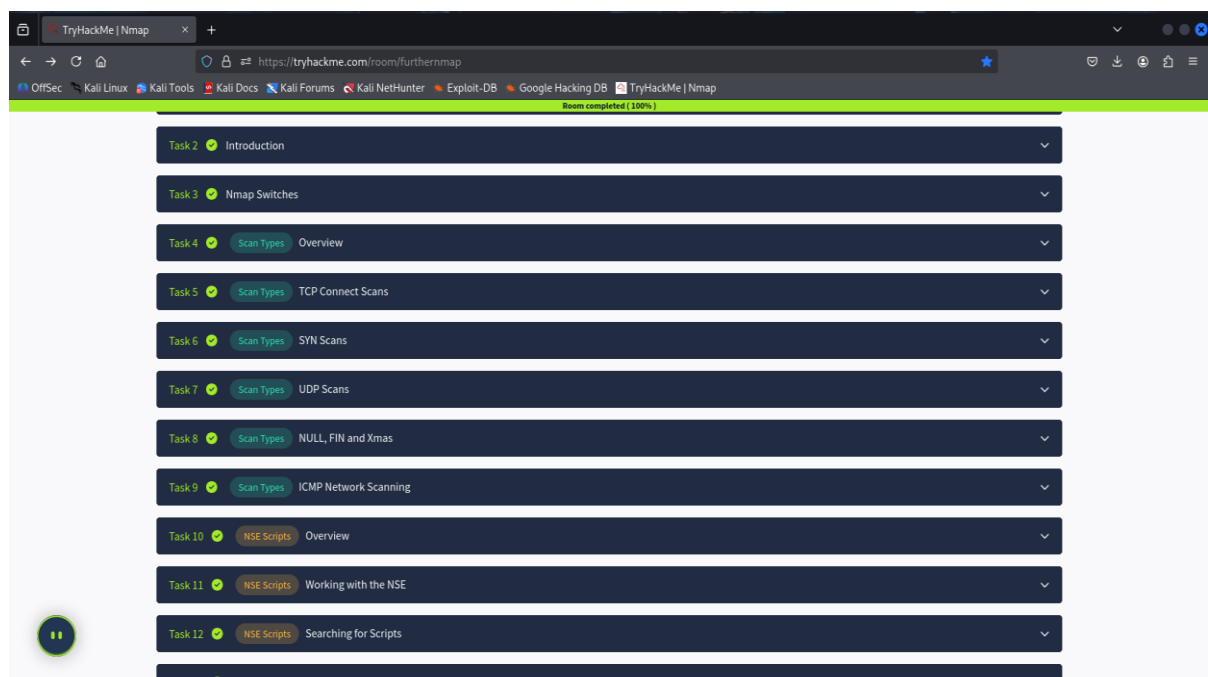 TryHackMe | Nmap
https://tryhackme.com/room/furthernmap
OffSec Kali Linux Kali Tools Kali Docs Kali Forums Kali NetHunter Exploit-DB Google Hacking DB TryHackMe | Nmap
Room completed ( 100% )
Task 2 Introduction
Task 3 Nmap Switches
Task 4 Scan Types Overview
Task 5 Scan Types TCP Connect Scans
Task 6 Scan Types SYN Scans
Task 7 Scan Types UDP Scans
Task 8 Scan Types NULL, FIN and Xmas
Task 9 Scan Types ICMP Network Scanning
Task 10 NSE Scripts Overview
Task 11 NSE Scripts Working with the NSE
Task 12 NSE Scripts Searching for Scripts